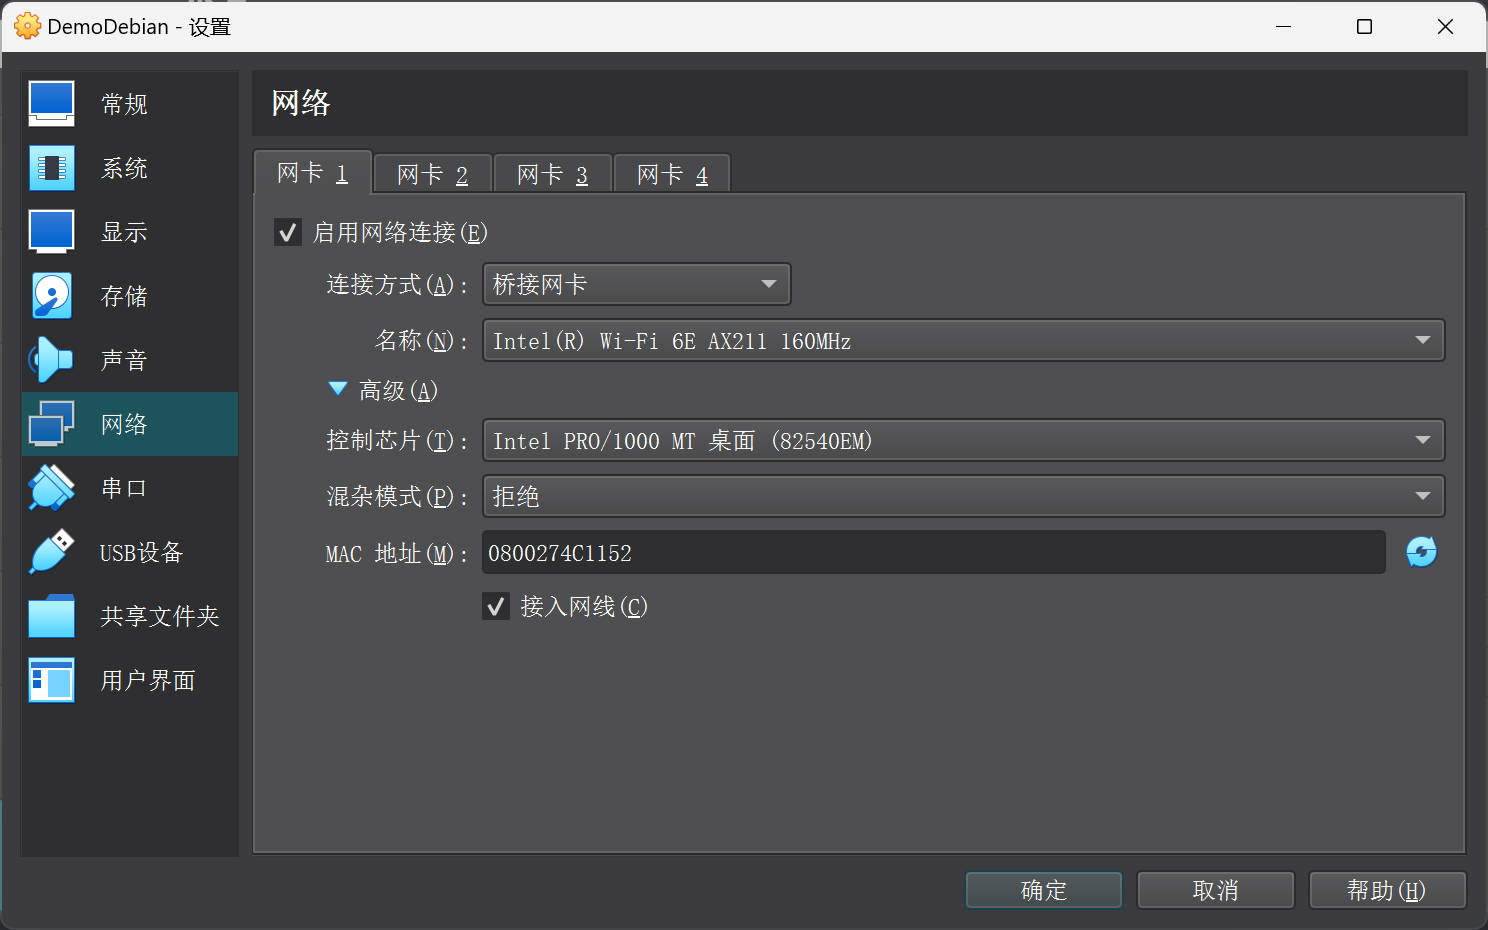 DemoDebian - 设置
常规
系统
显示
存储
声音
网络
串口
USB设备
共享文件夹
用户界面
网络
网卡 1
网卡 2
网卡 3
网卡 4
启用网络连接(E)
连接方式(A): 桥接网卡
名称(N): Intel(R) Wi-Fi 6E AX211 160MHz
高级(A)
控制芯片(T): Intel PRO/1000 MT 桌面 (82540EM)
混杂模式(P): 拒绝
MAC 地址(M): 0800274C1152
接入网线(C)
确定
取消
帮助(H)